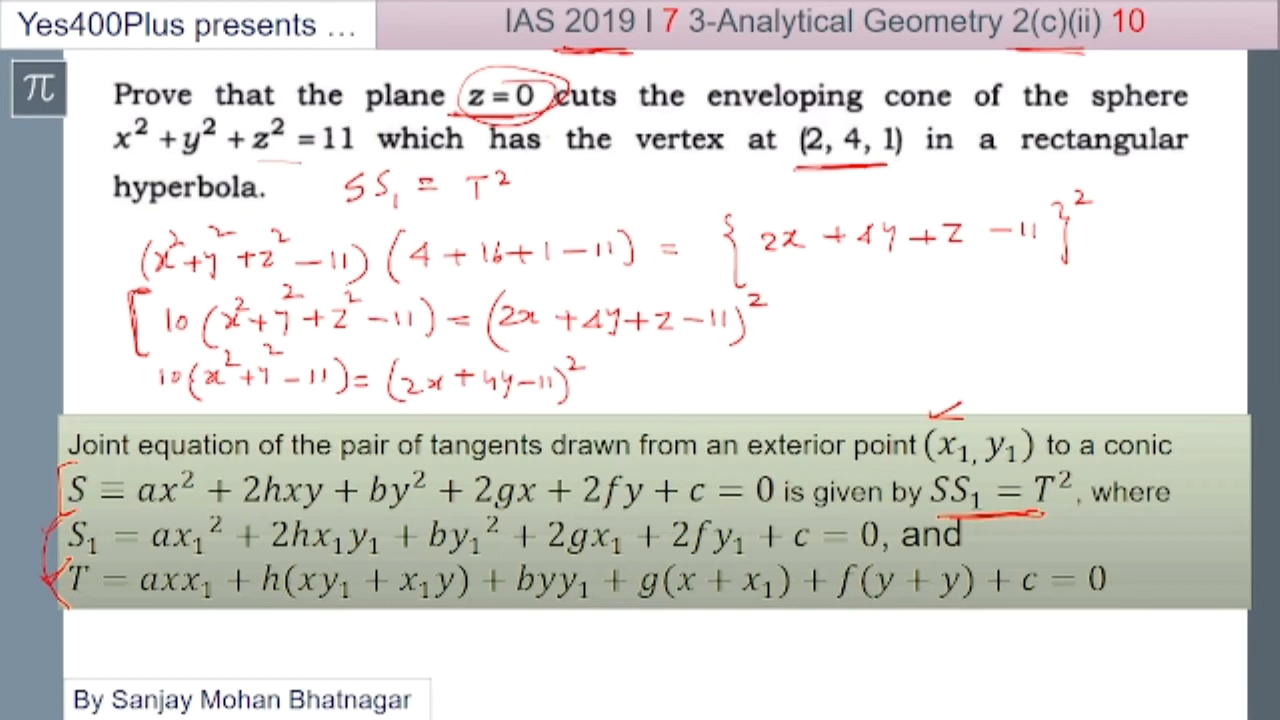 Yes400Plus presents …
IAS 2019 I 7 3-Analytical Geometry 2(c)(ii) 10
π
Prove that the plane z = 0 cuts the enveloping cone of the sphere
x² + y² + z² = 11 which has the vertex at (2, 4, 1) in a rectangular
hyperbola. SS₁ = T²
(x² + y² + z² - 11) (4 + 16 + 1 - 11) = {2x + 4y + z - 11}²
[10 (x² + y² + z² - 11) = (2x + 4y + z - 11)²
10 (x² + y² - 11) = (2x + 4y - 11)²
Joint equation of the pair of tangents drawn from an exterior point (x₁, y₁) to a conic
S ≡ ax² + 2hxy + by² + 2gx + 2fy + c = 0 is given by SS₁ = T², where
S₁ = ax₁² + 2hx₁y₁ + by₁² + 2gx₁ + 2fy₁ + c = 0, and
T = axx₁ + h(xy₁ + x₁y) + byy₁ + g(x + x₁) + f(y + y) + c = 0
By Sanjay Mohan Bhatnagar